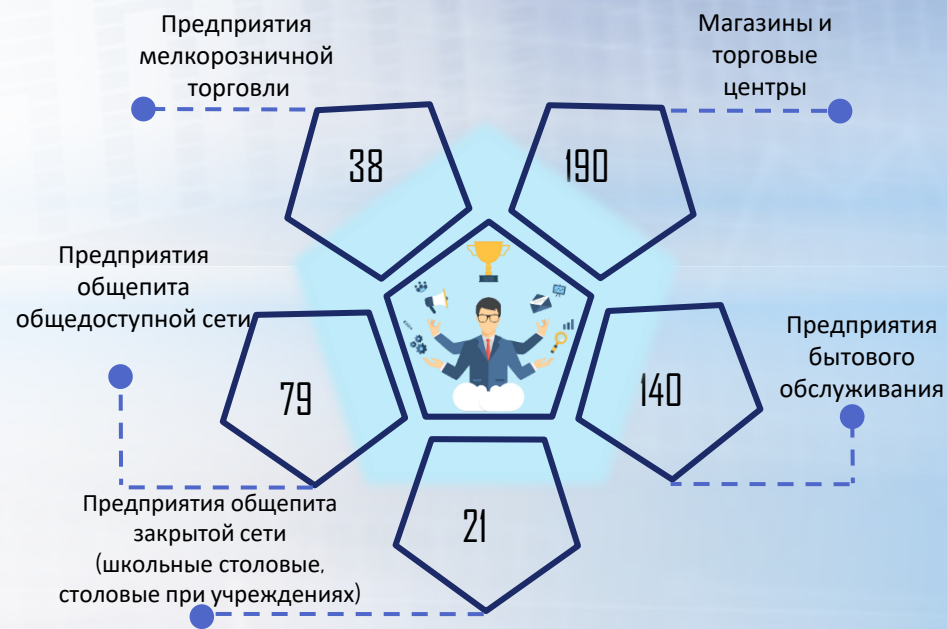 Предприятия
мелкорозничной
торговли
38
Магазины и
торговые
центры
190
Предприятия
общепита
общедоступной сети
79
Предприятия
бытового
обслуживания
140
Предприятия общепита
закрытой сети
(школьные столовые,
столовые при учреждениях)
21